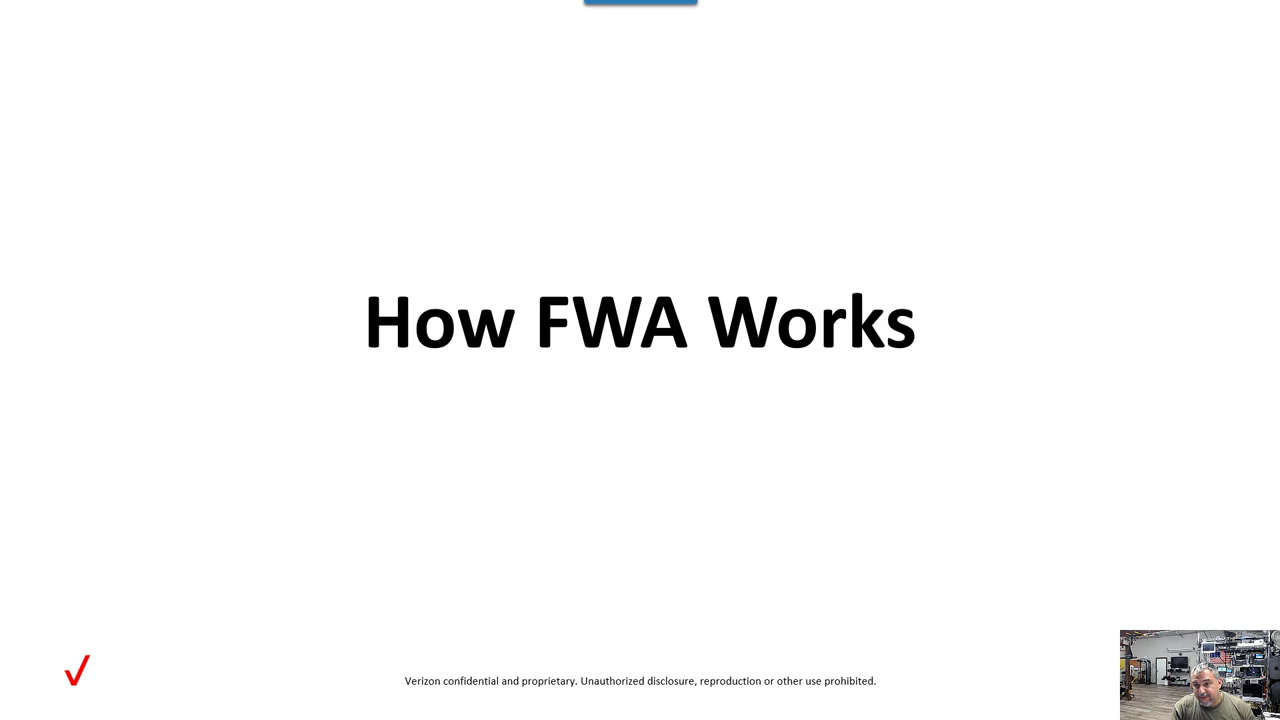 How FWA Works
Verizon confidential and proprietary. Unauthorized disclosure, reproduction or other use prohibited.